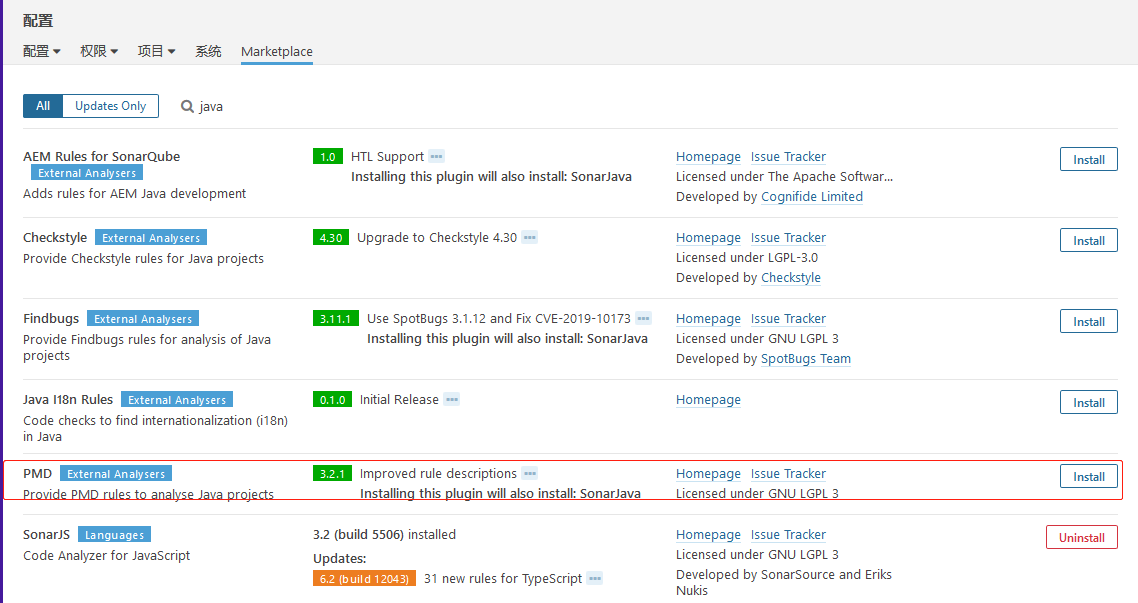 配置
配置 权限 项目 系统 Marketplace
All Updates Only java
AEM Rules for SonarQube
External Analysers
Adds rules for AEM Java development
1.0 HTL Support
Installing this plugin will also install: SonarJava
Homepage Issue Tracker
Licensed under The Apache Softwar...
Developed by Cognifide Limited
Install
Checkstyle External Analysers
Provide Checkstyle rules for Java projects
4.30 Upgrade to Checkstyle 4.30
Homepage Issue Tracker
Licensed under LGPL-3.0
Developed by Checkstyle
Install
Findbugs External Analysers
Provide Findbugs rules for analysis of Java
projects
3.11.1 Use SpotBugs 3.1.12 and Fix CVE-2019-10173
Installing this plugin will also install: SonarJava
Homepage Issue Tracker
Licensed under GNU LGPL 3
Developed by SpotBugs Team
Install
Java I18n Rules External Analysers
Code checks to find internationalization (i18n)
in Java
0.1.0 Initial Release
Homepage
Install
PMD External Analysers
Provide PMD rules to analyse Java projects
3.2.1 Improved rule descriptions
Installing this plugin will also install: SonarJava
Homepage Issue Tracker
Licensed under GNU LGPL 3
Install
SonarJS Languages
Code Analyzer for JavaScript
3.2 (build 5506) installed
Updates:
6.2 (build 12043) 31 new rules for TypeScript
Homepage Issue Tracker
Licensed under GNU LGPL 3
Developed by SonarSource and Eriks
Nukis
Uninstall